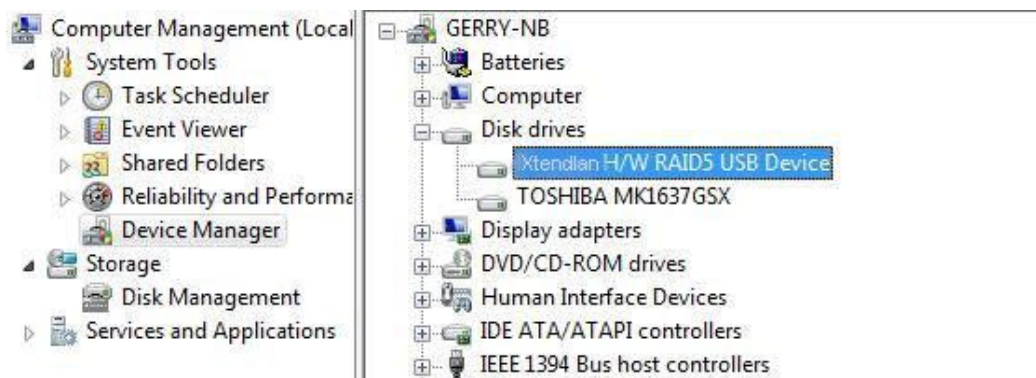 Computer Management (Local
System Tools
Task Scheduler
Event Viewer
Shared Folders
Reliability and Performa
Device Manager
Storage
Disk Management
Services and Applications
GERRY-NB
Batteries
Computer
Disk drives
Xtendlan H/W RAID5 USB Device
TOSHIBA MK1637GSX
Display adapters
DVD/CD-ROM drives
Human Interface Devices
IDE ATA/ATAPI controllers
IEEE 1394 Bus host controllers